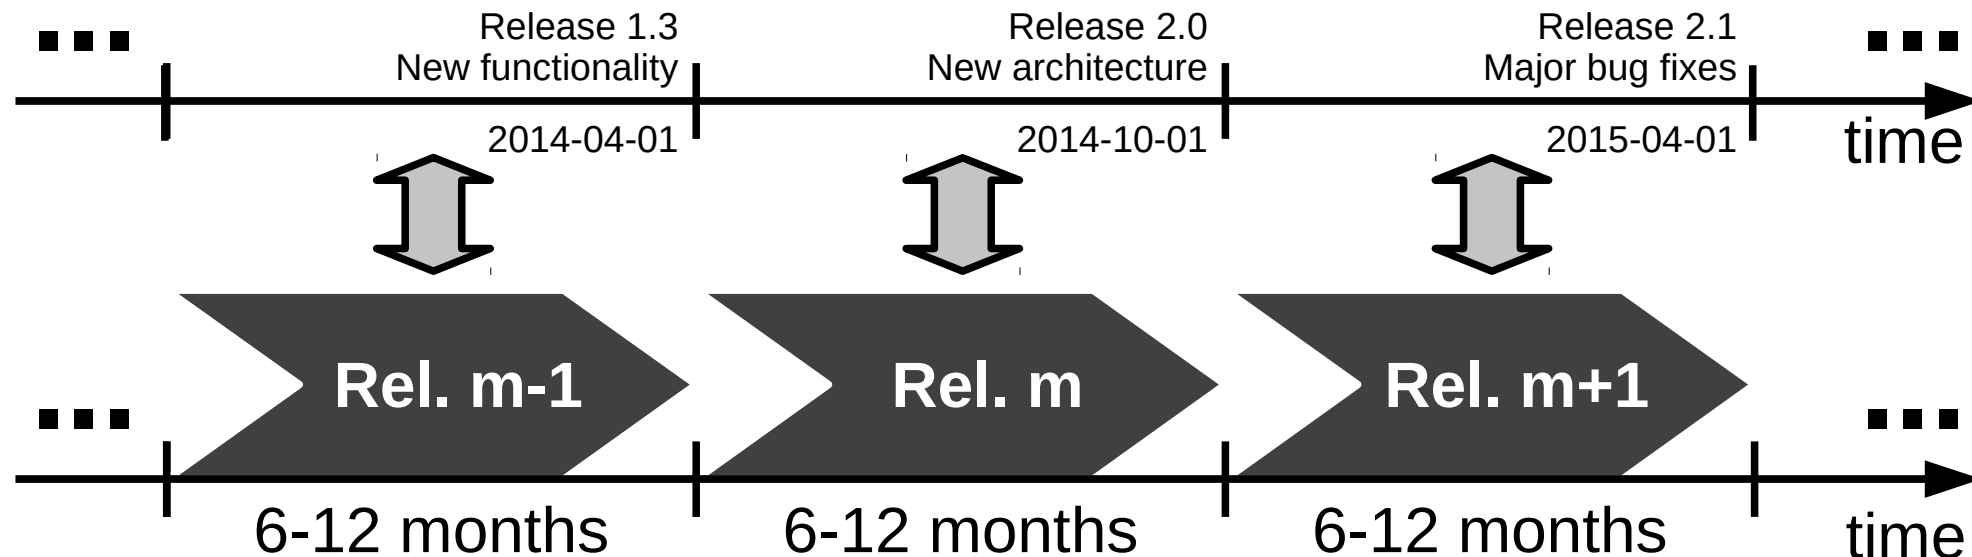 Release 1.3
New functionality
Release 2.0
New architecture
Release 2.1
Major bug fixes
2014-04-01
2014-10-01
2015-04-01
time
Rel. m-1
Rel. m
Rel. m+1
6-12 months
6-12 months
6-12 months
time